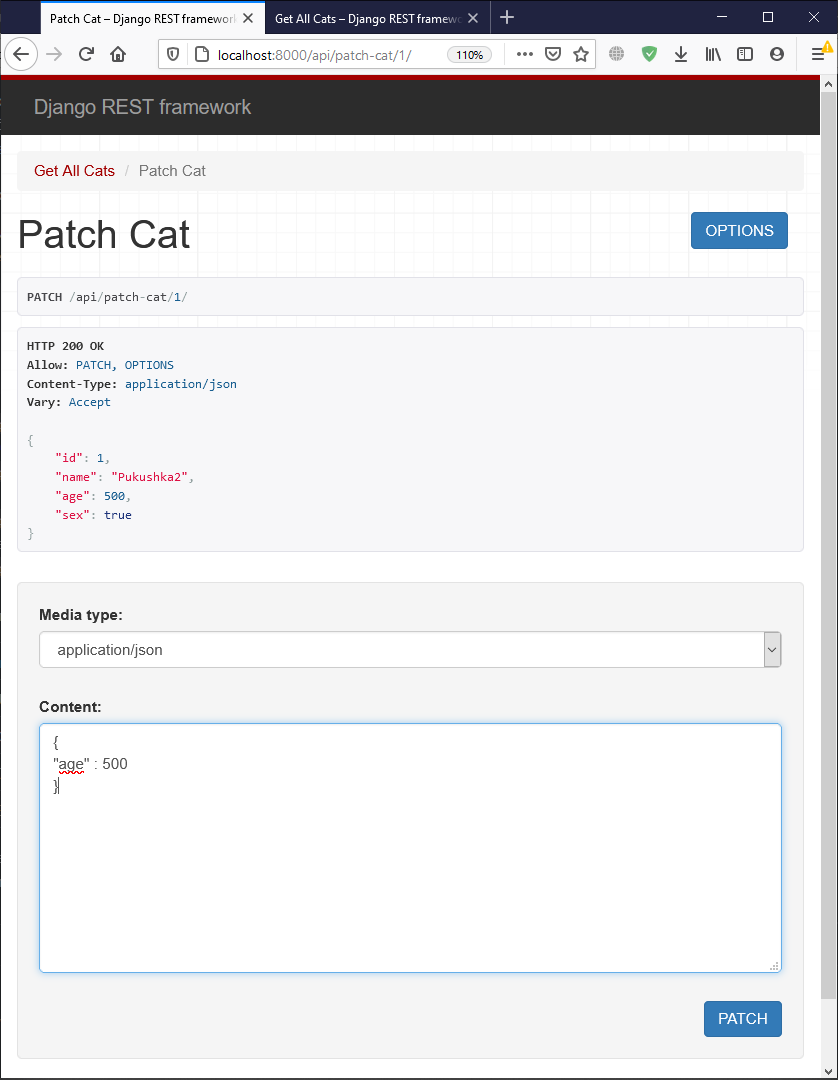 Patch Cat – Django REST framework
Get All Cats – Django REST framewo
localhost:8000/api/patch-cat/1/
110%
Django REST framework
Get All Cats / Patch Cat
Patch Cat
OPTIONS
PATCH /api/patch-cat/1/
HTTP 200 OK
Allow: PATCH, OPTIONS
Content-Type: application/json
Vary: Accept
{
    "id": 1,
    "name": "Pukushka2",
    "age": 500,
    "sex": true
}
Media type:
application/json
Content:
{
"age" : 500
}
PATCH